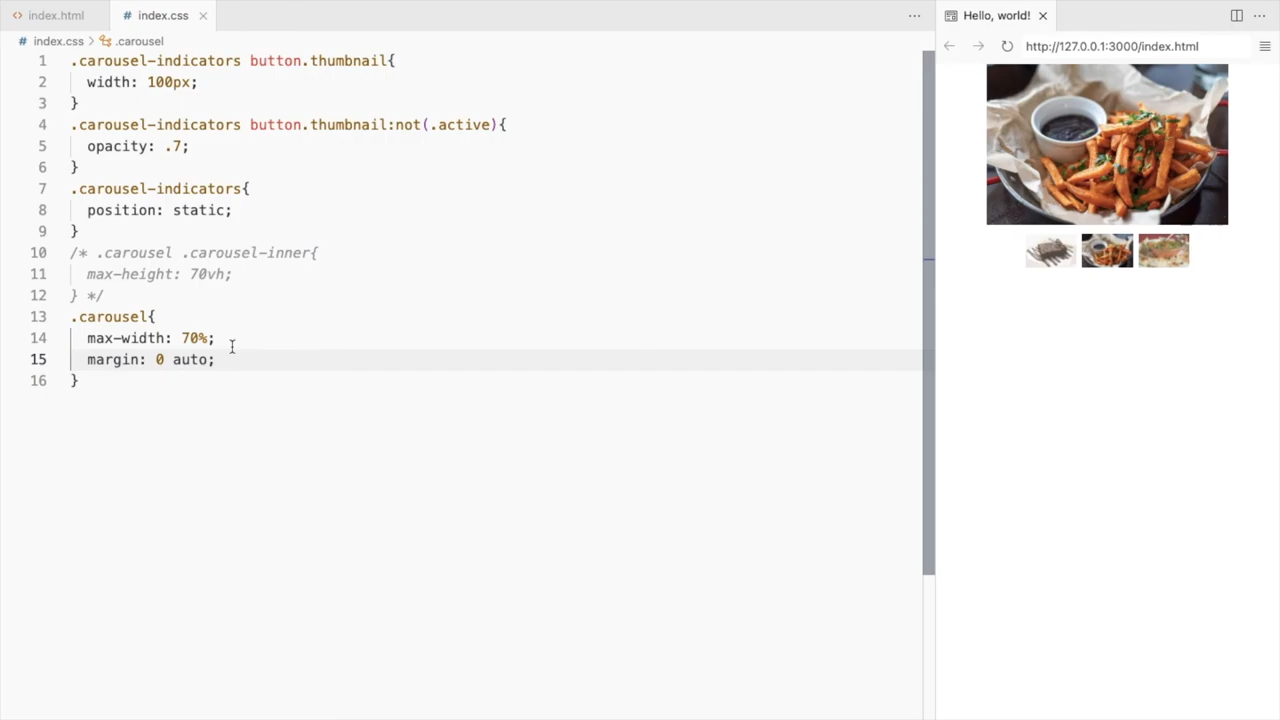 index.html
index.css
Hello, world!
index.css > .carousel
http://127.0.0.1:3000/index.html
1 .carousel-indicators button.thumbnail{
2 width: 100px;
3 }
4 .carousel-indicators button.thumbnail:not(.active){
5 opacity: .7;
6 }
7 .carousel-indicators{
8 position: static;
9 }
10 /* .carousel .carousel-inner{
11 max-height: 70vh;
12 } */
13 .carousel{
14 max-width: 70%;
15 margin: 0 auto;
16 }